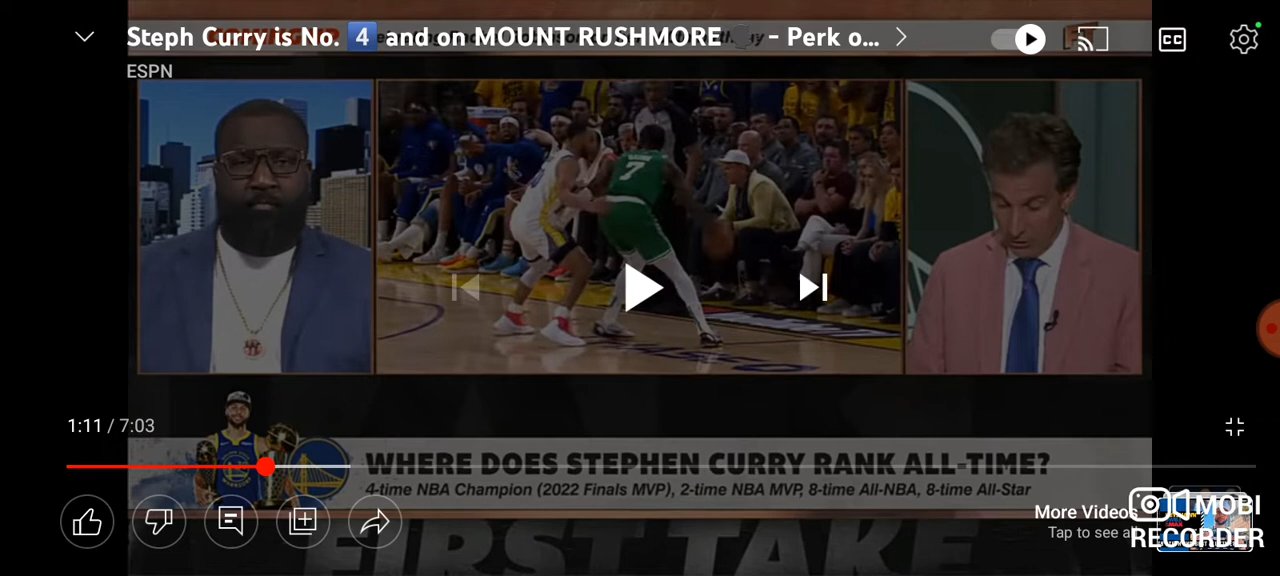 Steph Curry is No. 4 and on MOUNT RUSHMORE - Perk o...
ESPN
CC
7
1:11 / 7:03
WHERE DOES STEPHEN CURRY RANK ALL-TIME?
4-time NBA Champion (2022 Finals MVP), 2-time NBA MVP, 8-time All-NBA, 8-time All-Star
More Videos
Tap to see all
MOBI
RECORDER
FIRST TAKE